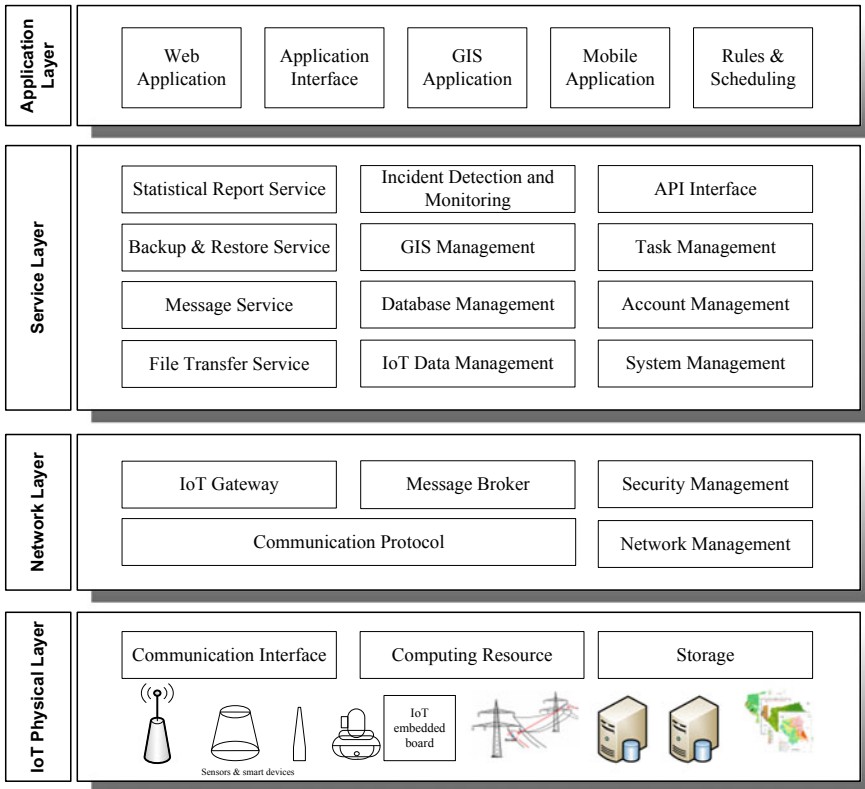 Application
Layer
Web
Application
Application
Interface
GIS
Application
Mobile
Application
Rules &
Scheduling
Service Layer
Statistical Report Service
Incident Detection and
Monitoring
API Interface
Backup & Restore Service
GIS Management
Task Management
Message Service
Database Management
Account Management
File Transfer Service
IoT Data Management
System Management
Network Layer
IoT Gateway
Message Broker
Security Management
Communication Protocol
Network Management
IoT Physical Layer
Communication Interface
Computing Resource
Storage
IoT
embedded
board
Sensors & smart devices